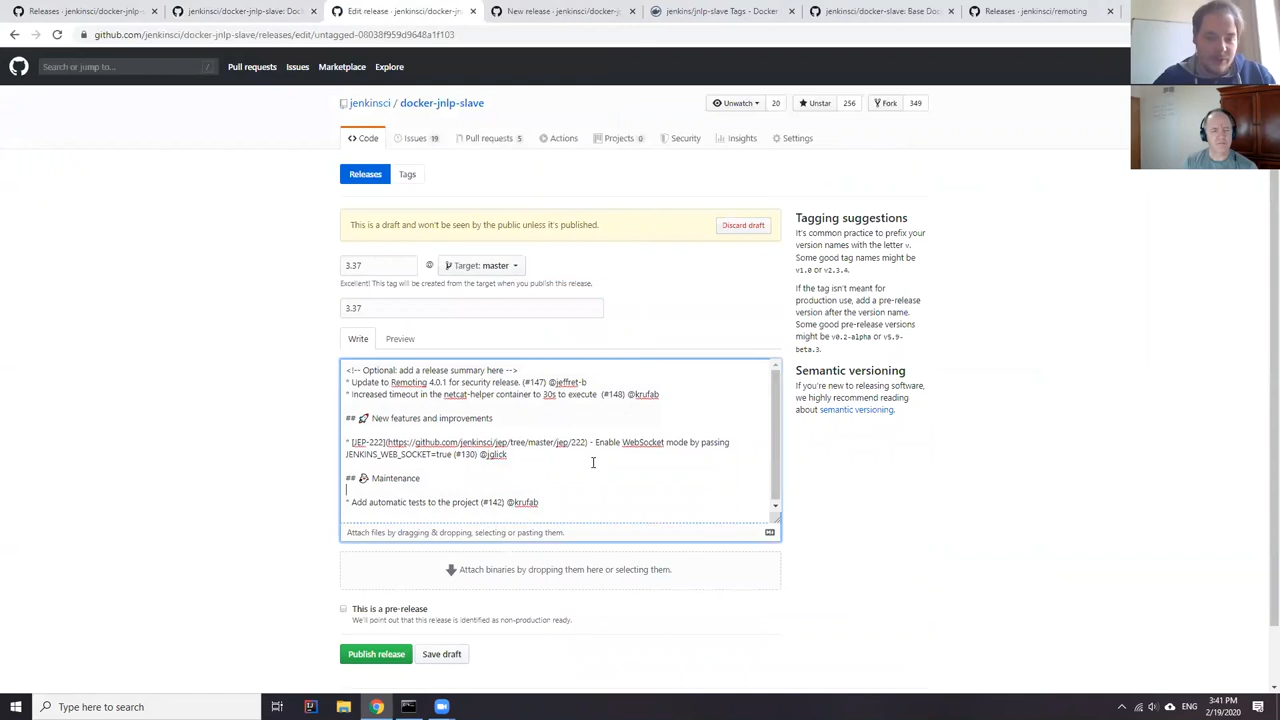 Releases · jenkinsci/docker-jnlp-
jenkinsci/docker-jnlp-slave: Doc
Edit release · jenkinsci/docker-jn
New release · jenkinsci/docker-
jenkins/jnlp-slave Tags - Docker
jenkinsci/docker-slave: Base Doc
Releases · jenkinsci/remoting
github.com/jenkinsci/docker-jnlp-slave/releases/edit/untagged-08038f959d9648a1f103
Search or jump to...
/
Pull requests
Issues
Marketplace
Explore
jenkinsci / docker-jnlp-slave
Unwatch
20
Unstar
256
Fork
349
Code
Issues 19
Pull requests 5
Actions
Projects 0
Security
Insights
Settings
Releases
Tags
This is a draft and won't be seen by the public unless it's published.
Discard draft
3.37
@
Target: master
Excellent! This tag will be created from the target when you publish this release.
3.37
Write
Preview
<!-- Optional: add a release summary here -->
* Update to Remoting 4.0.1 for security release. (#147) @jeffret-b
* Increased timeout in the netcat-helper container to 30s to execute (#148) @krufab
## 🚀 New features and improvements
* [JEP-222](https://github.com/jenkinsci/jep/tree/master/jep/222) - Enable WebSocket mode by passing
JENKINS_WEB_SOCKET=true (#130) @jglick
## Maintenance
* Add automatic tests to the project (#142) @krufab
Attach files by dragging & dropping, selecting or pasting them.
Attach binaries by dropping them here or selecting them.
This is a pre-release
We'll point out that this release is identified as non-production ready.
Publish release
Save draft
Tagging suggestions
It's common practice to prefix your
version names with the letter v.
Some good tag names might be
v1.0 or v2.3.4.
If the tag isn't meant for
production use, add a pre-release
version after the version name.
Some good pre-release versions
might be v0.2-alpha or v5.9-
beta.3.
Semantic versioning
If you're new to releasing software,
we highly recommend reading
about semantic versioning.
Type here to search
ENG
3:41 PM
2/19/2020